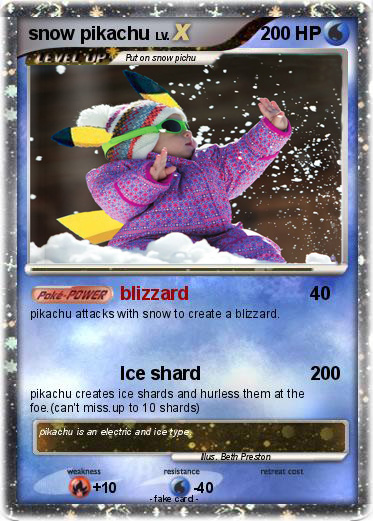 snow pikachu LV.X 200 HP
LEVEL-UP Put on snow pichu
Poké-POWER blizzard 40
pikachu attacks with snow to create a blizzard.
Ice shard 200
pikachu creates ice shards and hurless them at the
foe.(can't miss.up to 10 shards)
pikachu is an electric and ice type.
Illus. Beth Preston
weakness resistance retreat cost
+10 -40
- fake card -